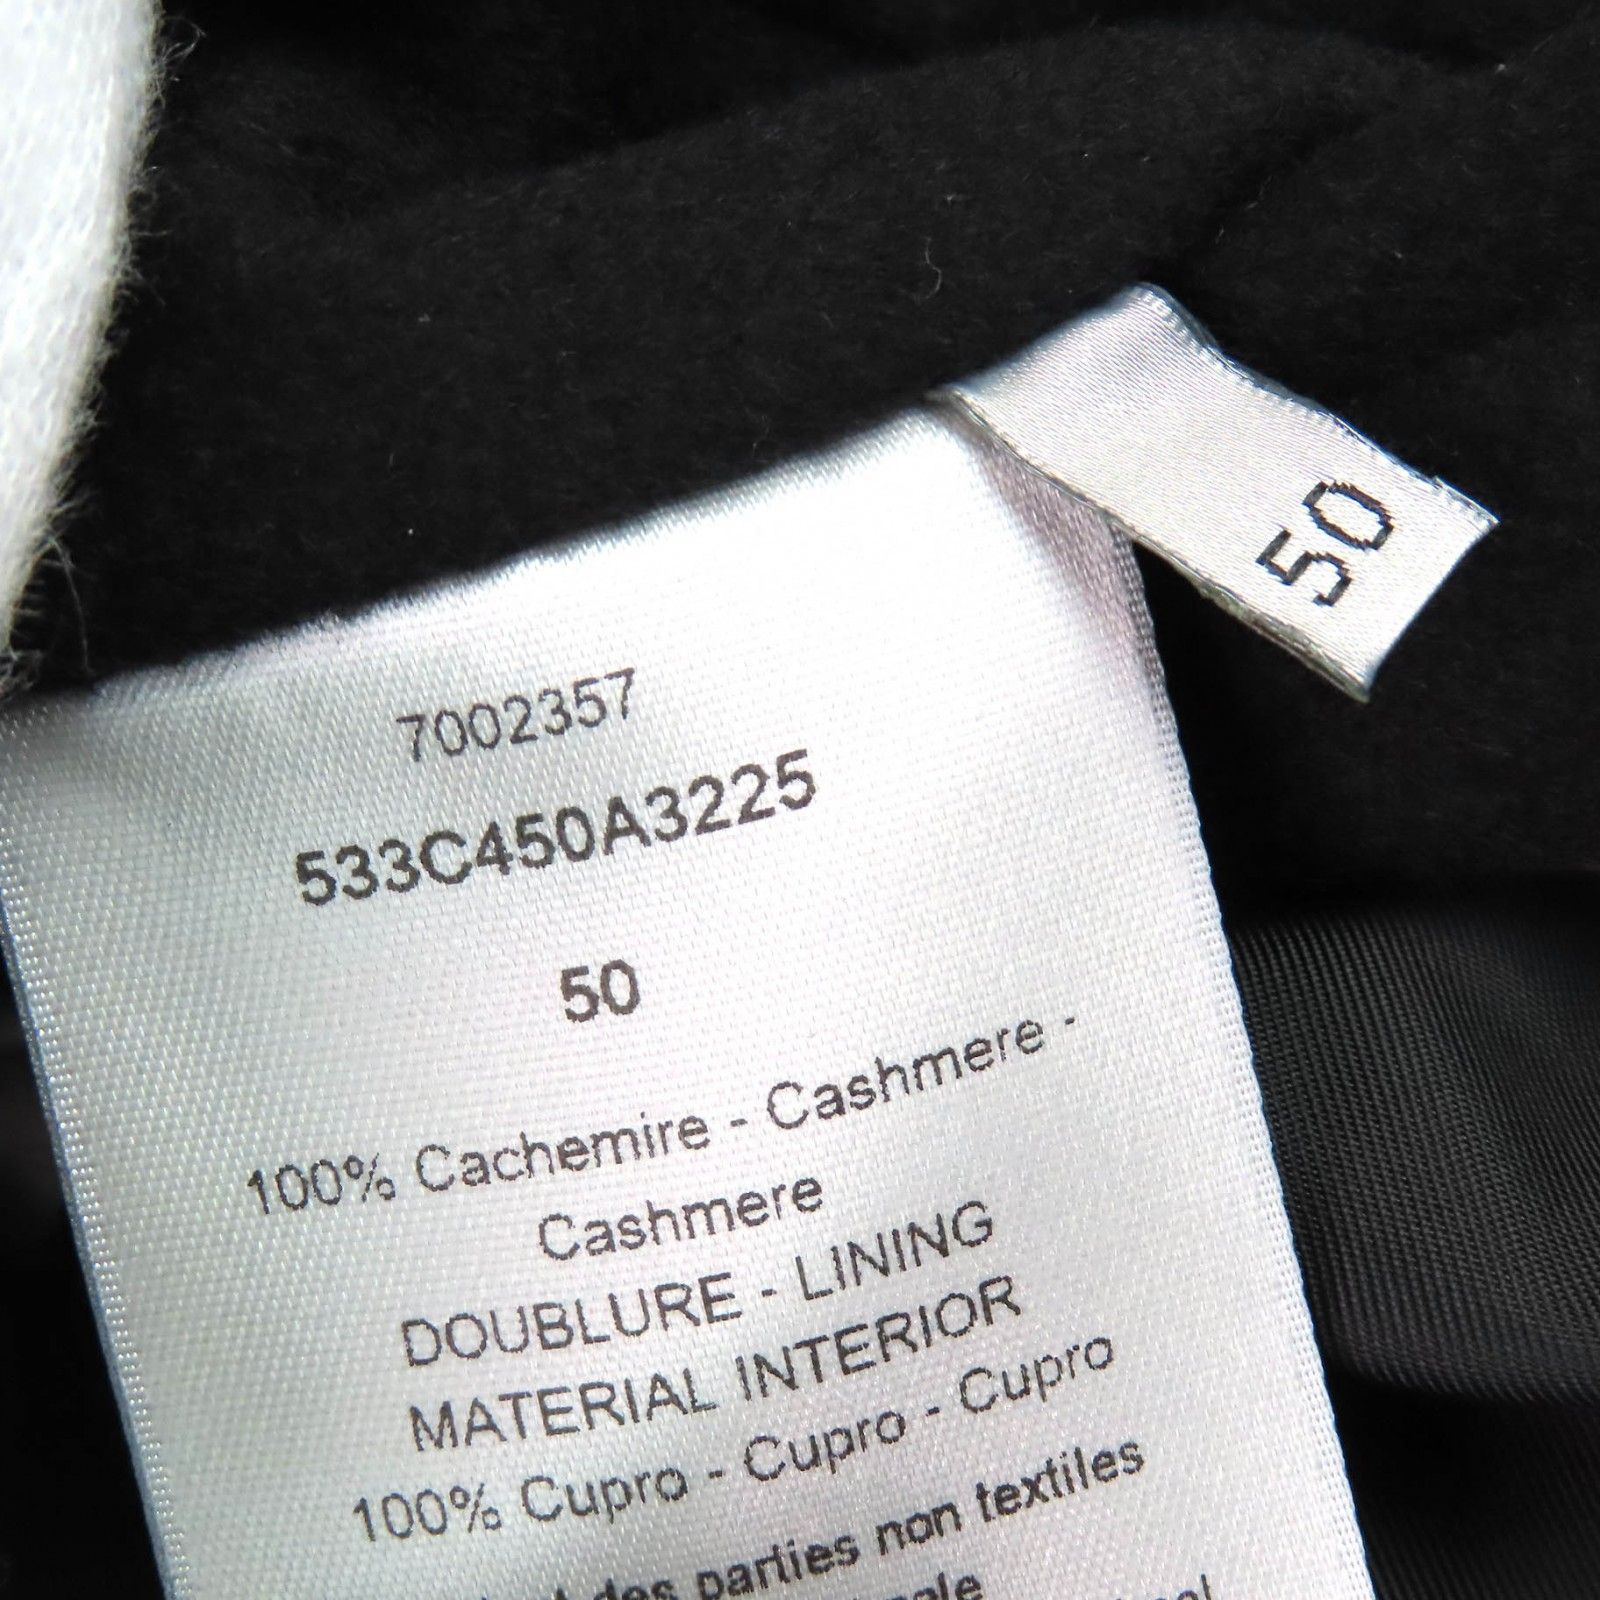 50
7002357
533C450A3225
50
100% Cachemire - Cashmere -
Cashmere
DOUBLURE - LINING
MATERIAL INTERIOR
100% Cupro - Cupro - Cupro
des parties non textiles